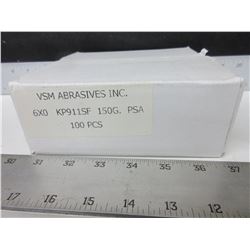 VSM ABRASIVES INC.
6X0 KP911SF 150G. PSA
100 PCS
30 31 32 33 34 35 36 37
17 16 15 14 13 12